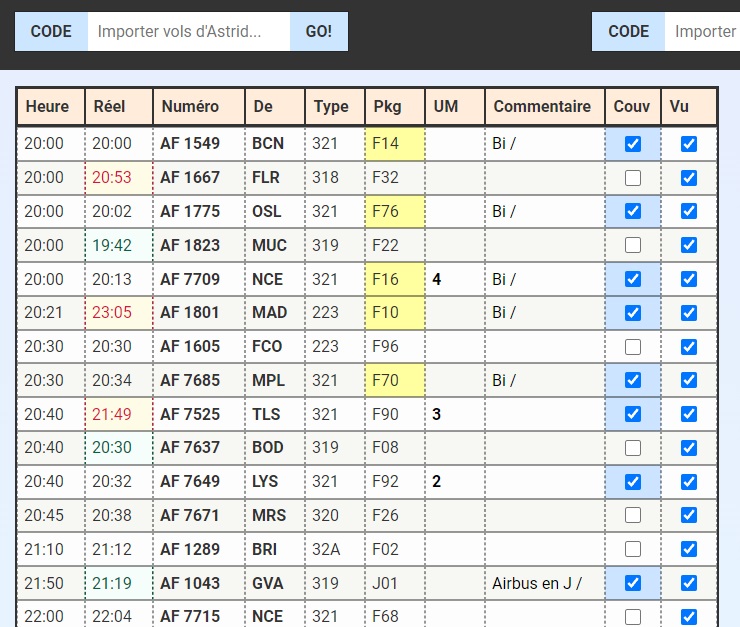 CODE Importer vols d'Astrid... GO! CODE Importer
Heure Réel Numéro De Type Pkg UM Commentaire Couv Vu
20:00 20:00 AF 1549 BCN 321 F14 Bi /
20:00 20:53 AF 1667 FLR 318 F32
20:00 20:02 AF 1775 OSL 321 F76 Bi /
20:00 19:42 AF 1823 MUC 319 F22
20:00 20:13 AF 7709 NCE 321 F16 4 Bi /
20:21 23:05 AF 1801 MAD 223 F10 Bi /
20:30 20:30 AF 1605 FCO 223 F96
20:30 20:34 AF 7685 MPL 321 F70 Bi /
20:40 21:49 AF 7525 TLS 321 F90 3
20:40 20:30 AF 7637 BOD 319 F08
20:40 20:32 AF 7649 LYS 321 F92 2
20:45 20:38 AF 7671 MRS 320 F26
21:10 21:12 AF 1289 BRI 32A F02
21:50 21:19 AF 1043 GVA 319 J01 Airbus en J /
22:00 22:04 AF 7715 NCE 321 F68